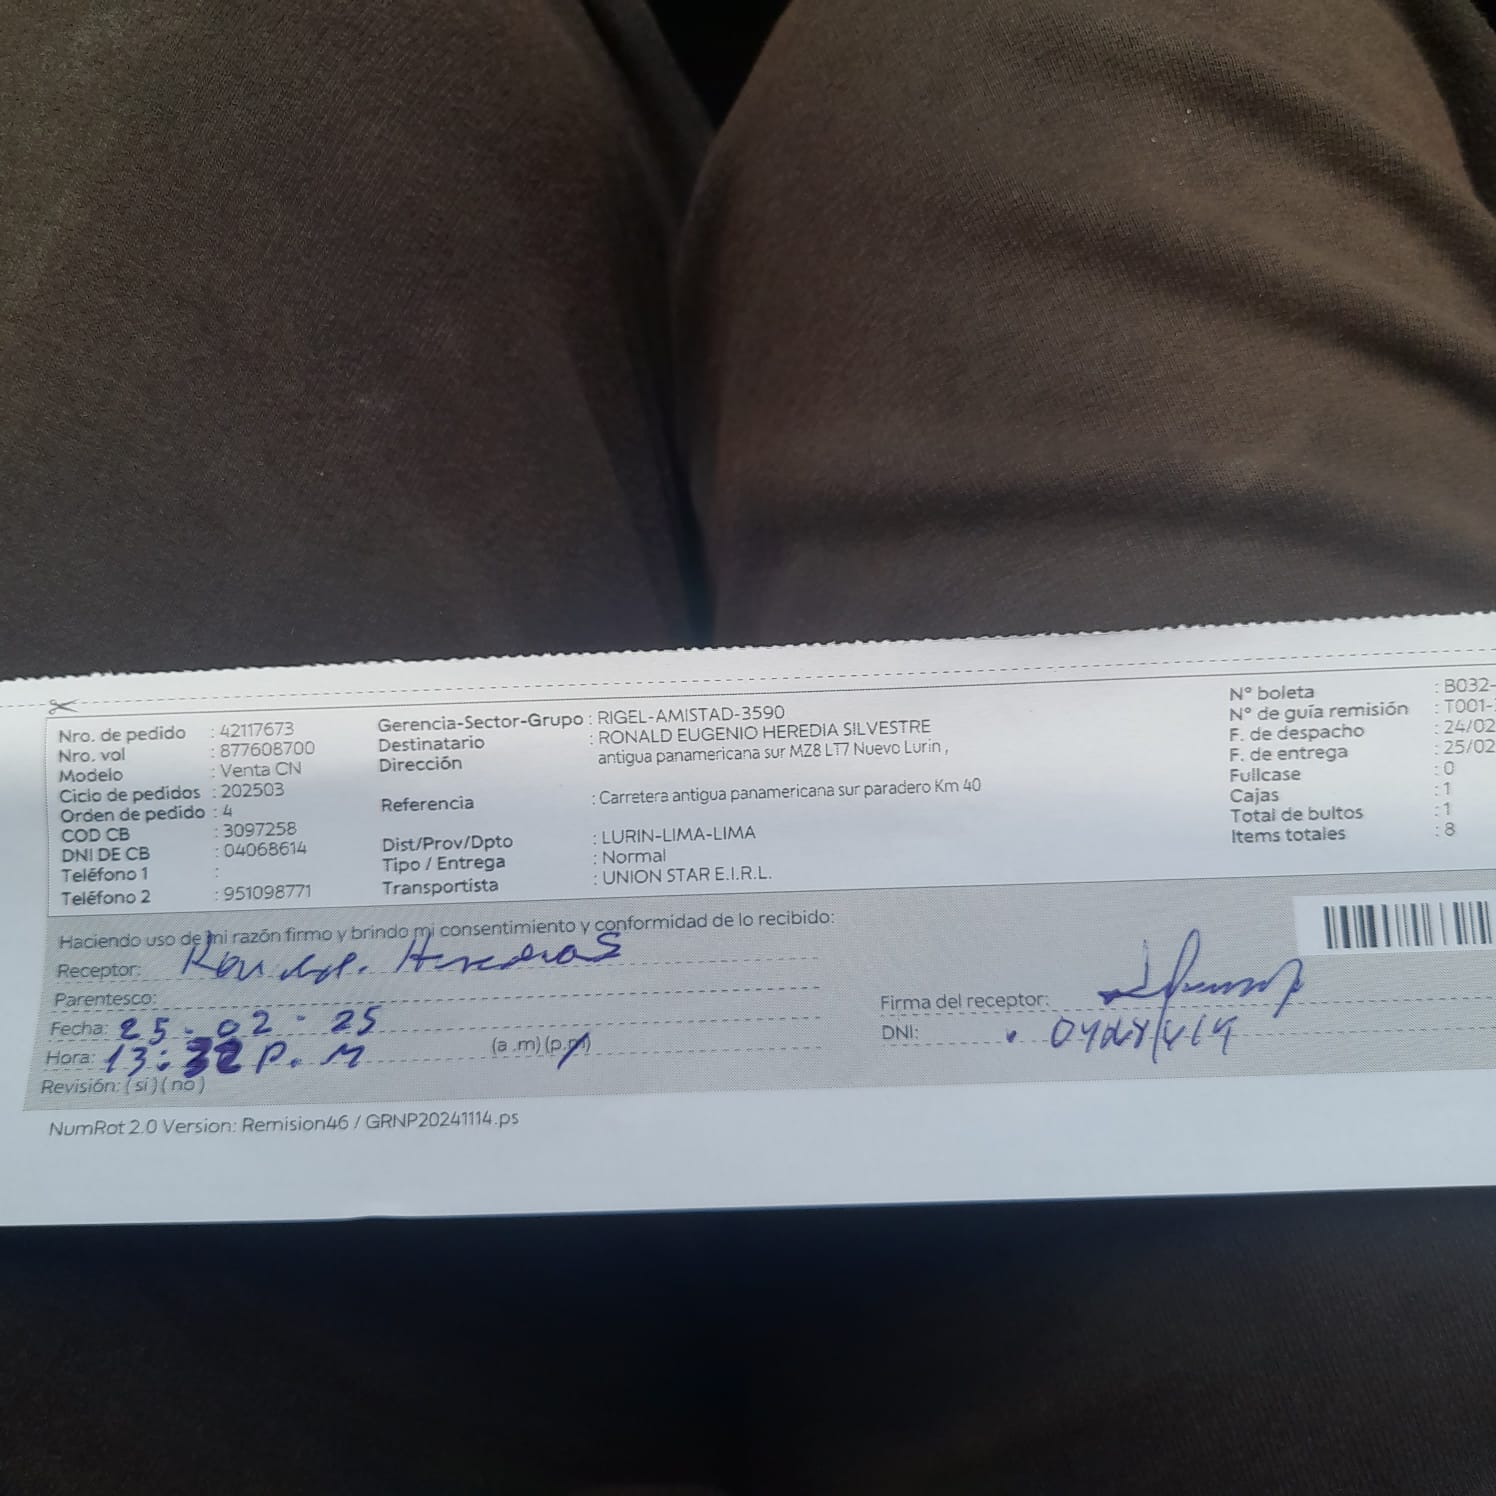 Nro. de pedido : 42117673
Nro. vol : 877608700
Modelo : Venta CN
Ciclo de pedidos : 202503
Orden de pedido : 4
COD CB : 3097258
DNI DE CB : 04068614
Teléfono 1 :
Teléfono 2 : 951098771
Gerencia-Sector-Grupo : RIGEL-AMISTAD-3590
Destinatario : RONALD EUGENIO HEREDIA SILVESTRE
Dirección antigua panamericana sur MZ8 LT7 Nuevo Lurin ,
Referencia : Carretera antigua panamericana sur paradero Km 40
Dist/Prov/Dpto : LURIN-LIMA-LIMA
Tipo / Entrega : Normal
Transportista : UNION STAR E.I.R.L.
N° boleta : B032-
N° de guía remisión : T001-
F. de despacho : 24/02
F. de entrega : 25/02
Fullcase : 0
Cajas : 1
Total de bultos : 1
Items totales : 8
Haciendo uso de mi razón firmo y brindo mi consentimiento y conformidad de lo recibido:
Receptor:
Parentesco:
Fecha: 25-02-25
Hora: 13:32 P.M (a.m)(p.m)
Revisión: (si)(no)
Firma del receptor:
DNI:
NumRot 2.0 Version: Remision46 / GRNP20241114.ps